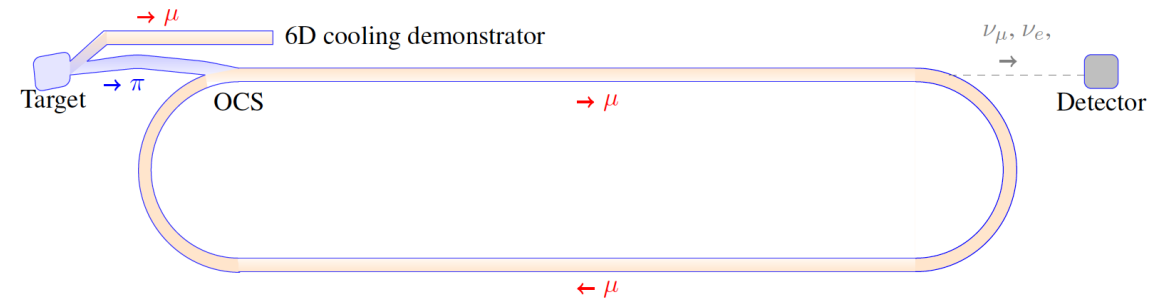 → μ
6D cooling demonstrator
ν_μ, ν_e,
→
→ π
Target
OCS
→ μ
Detector
← μ